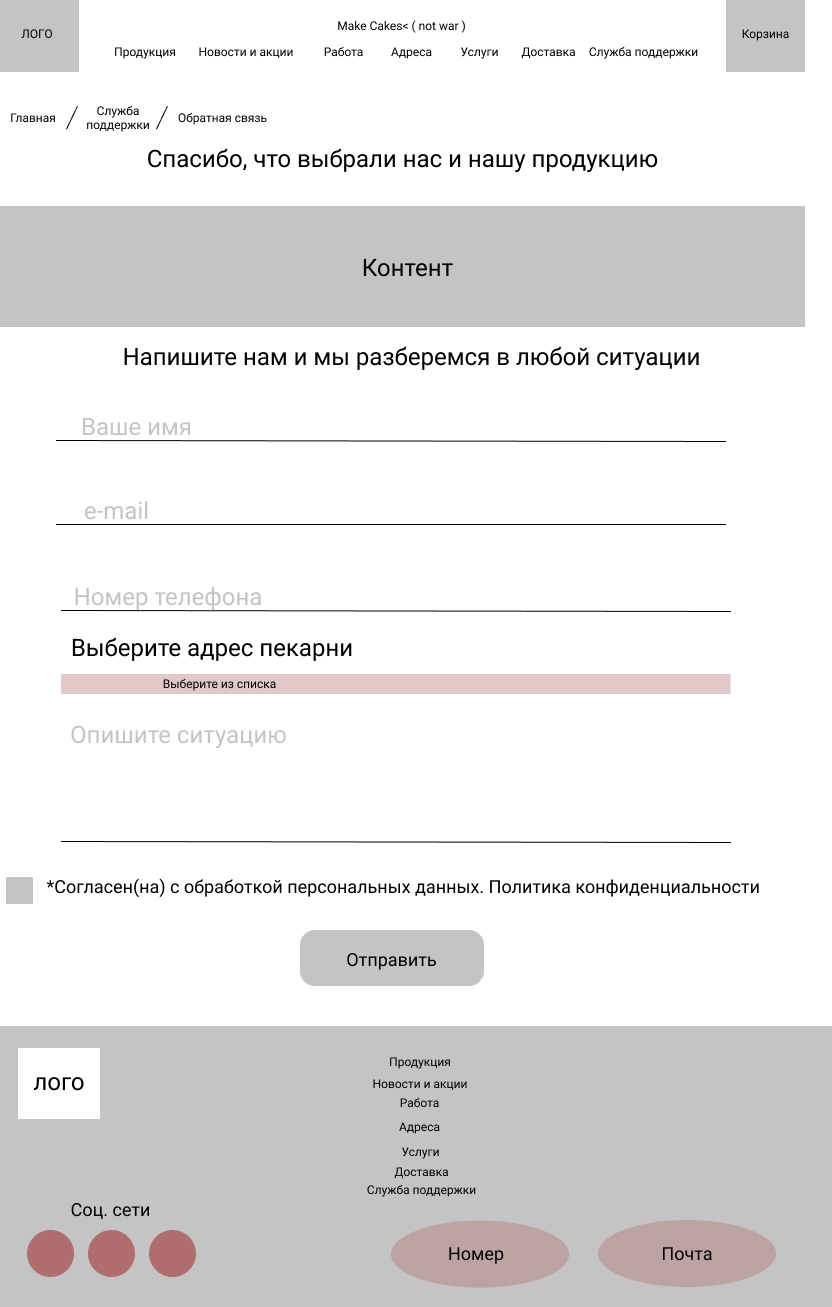 ЛОГО
Make Cakes< ( not war )
Корзина
Продукция Новости и акции Работа Адреса Услуги Доставка Служба поддержки
Главная / Служба
поддержки / Обратная связь
Спасибо, что выбрали нас и нашу продукцию
Контент
Напишите нам и мы разберемся в любой ситуации
Ваше имя
e-mail
Номер телефона
Выберите адрес пекарни
Выберите из списка
Опишите ситуацию
*Согласен(на) с обработкой персональных данных. Политика конфиденциальности
Отправить
ЛОГО
Продукция
Новости и акции
Работа
Адреса
Услуги
Доставка
Служба поддержки
Соц. сети
Номер
Почта